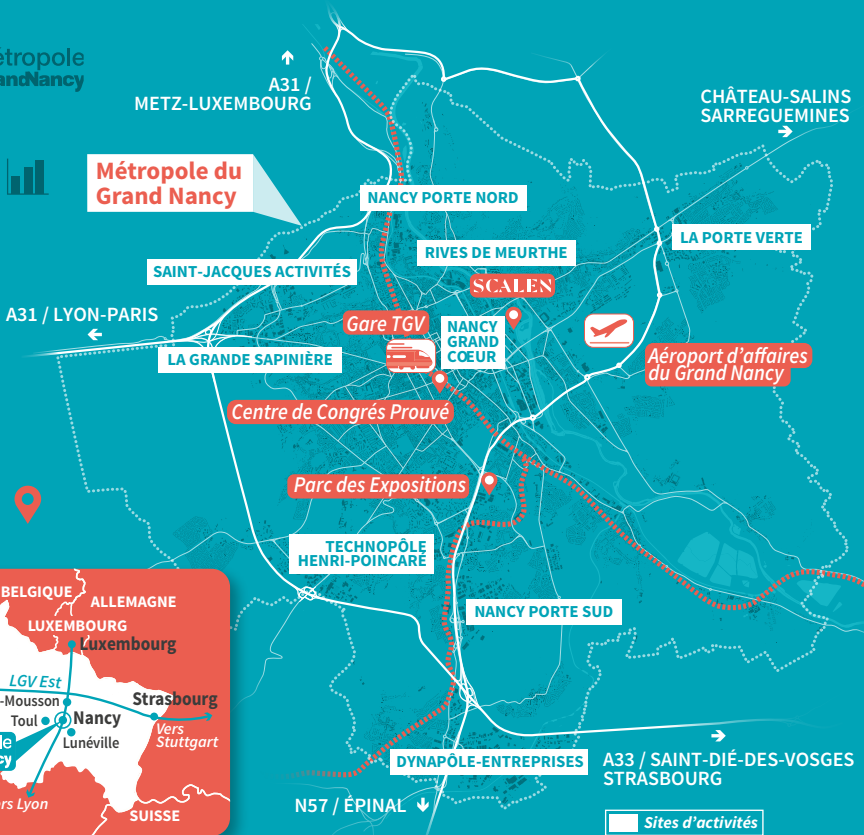 étropole
andNancy
A31 /
METZ-LUXEMBOURG
CHÂTEAU-SALINS
SARREGUEMINES
Métropole du
Grand Nancy
NANCY PORTE NORD
LA PORTE VERTE
RIVES DE MEURTHE
SAINT-JACQUES ACTIVITÉS
SCALEN
A31 / LYON-PARIS
Gare TGV
NANCY
GRAND
CŒUR
LA GRANDE SAPINIÈRE
Aéroport d'affaires
du Grand Nancy
Centre de Congrés Prouvé
Parc des Expositions
TECHNOPÔLE
HENRI-POINCARÉ
NANCY PORTE SUD
BELGIQUE
ALLEMAGNE
LUXEMBOURG
Luxembourg
LGV Est
-Mousson
Strasbourg
Toul
Nancy
Vers
Stuttgart
Lunéville
le
cy
rs Lyon
SUISSE
DYNAPÔLE-ENTREPRISES
A33 / SAINT-DIÉ-DES-VOSGES
STRASBOURG
N57 / ÉPINAL
Sites d'activités